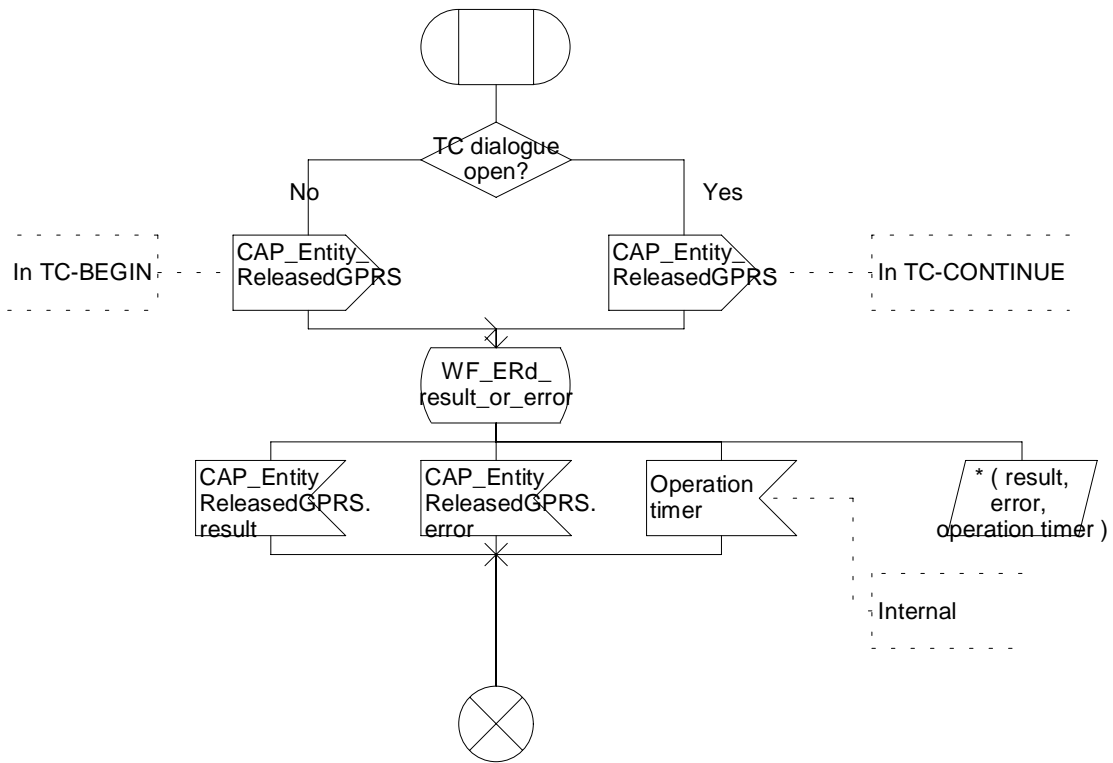 TC dialogue
open?
No
Yes
In TC-BEGIN
CAP_Entity_
ReleasedGPRS
CAP_Entity_
ReleasedGPRS
In TC-CONTINUE
WF_ERd_
result_or_error
CAP_Entity
ReleasedGPRS.
result
CAP_Entity
ReleasedGPRS.
error
Operation
timer
* ( result,
error,
operation timer )
Internal